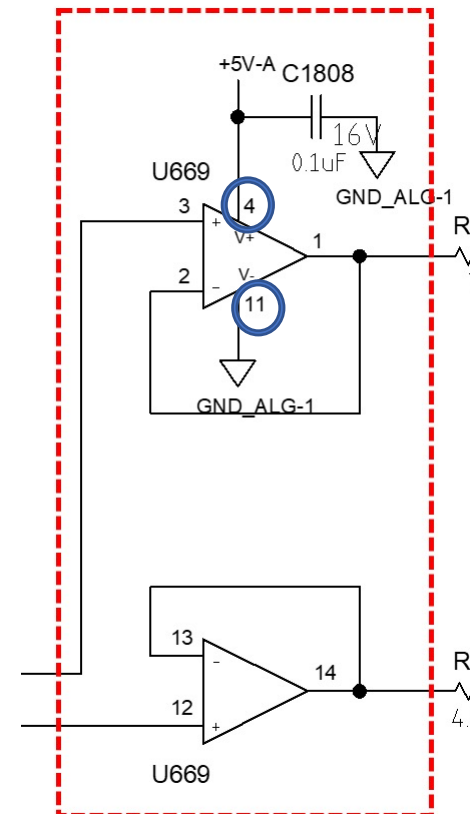 +5V-A
C1808
16V
0.1uF
GND_ALG-1
U669
3
+
4
V+
1
R
2
-
V-
11
GND_ALG-1
13
-
14
R
12
+
4.
U669